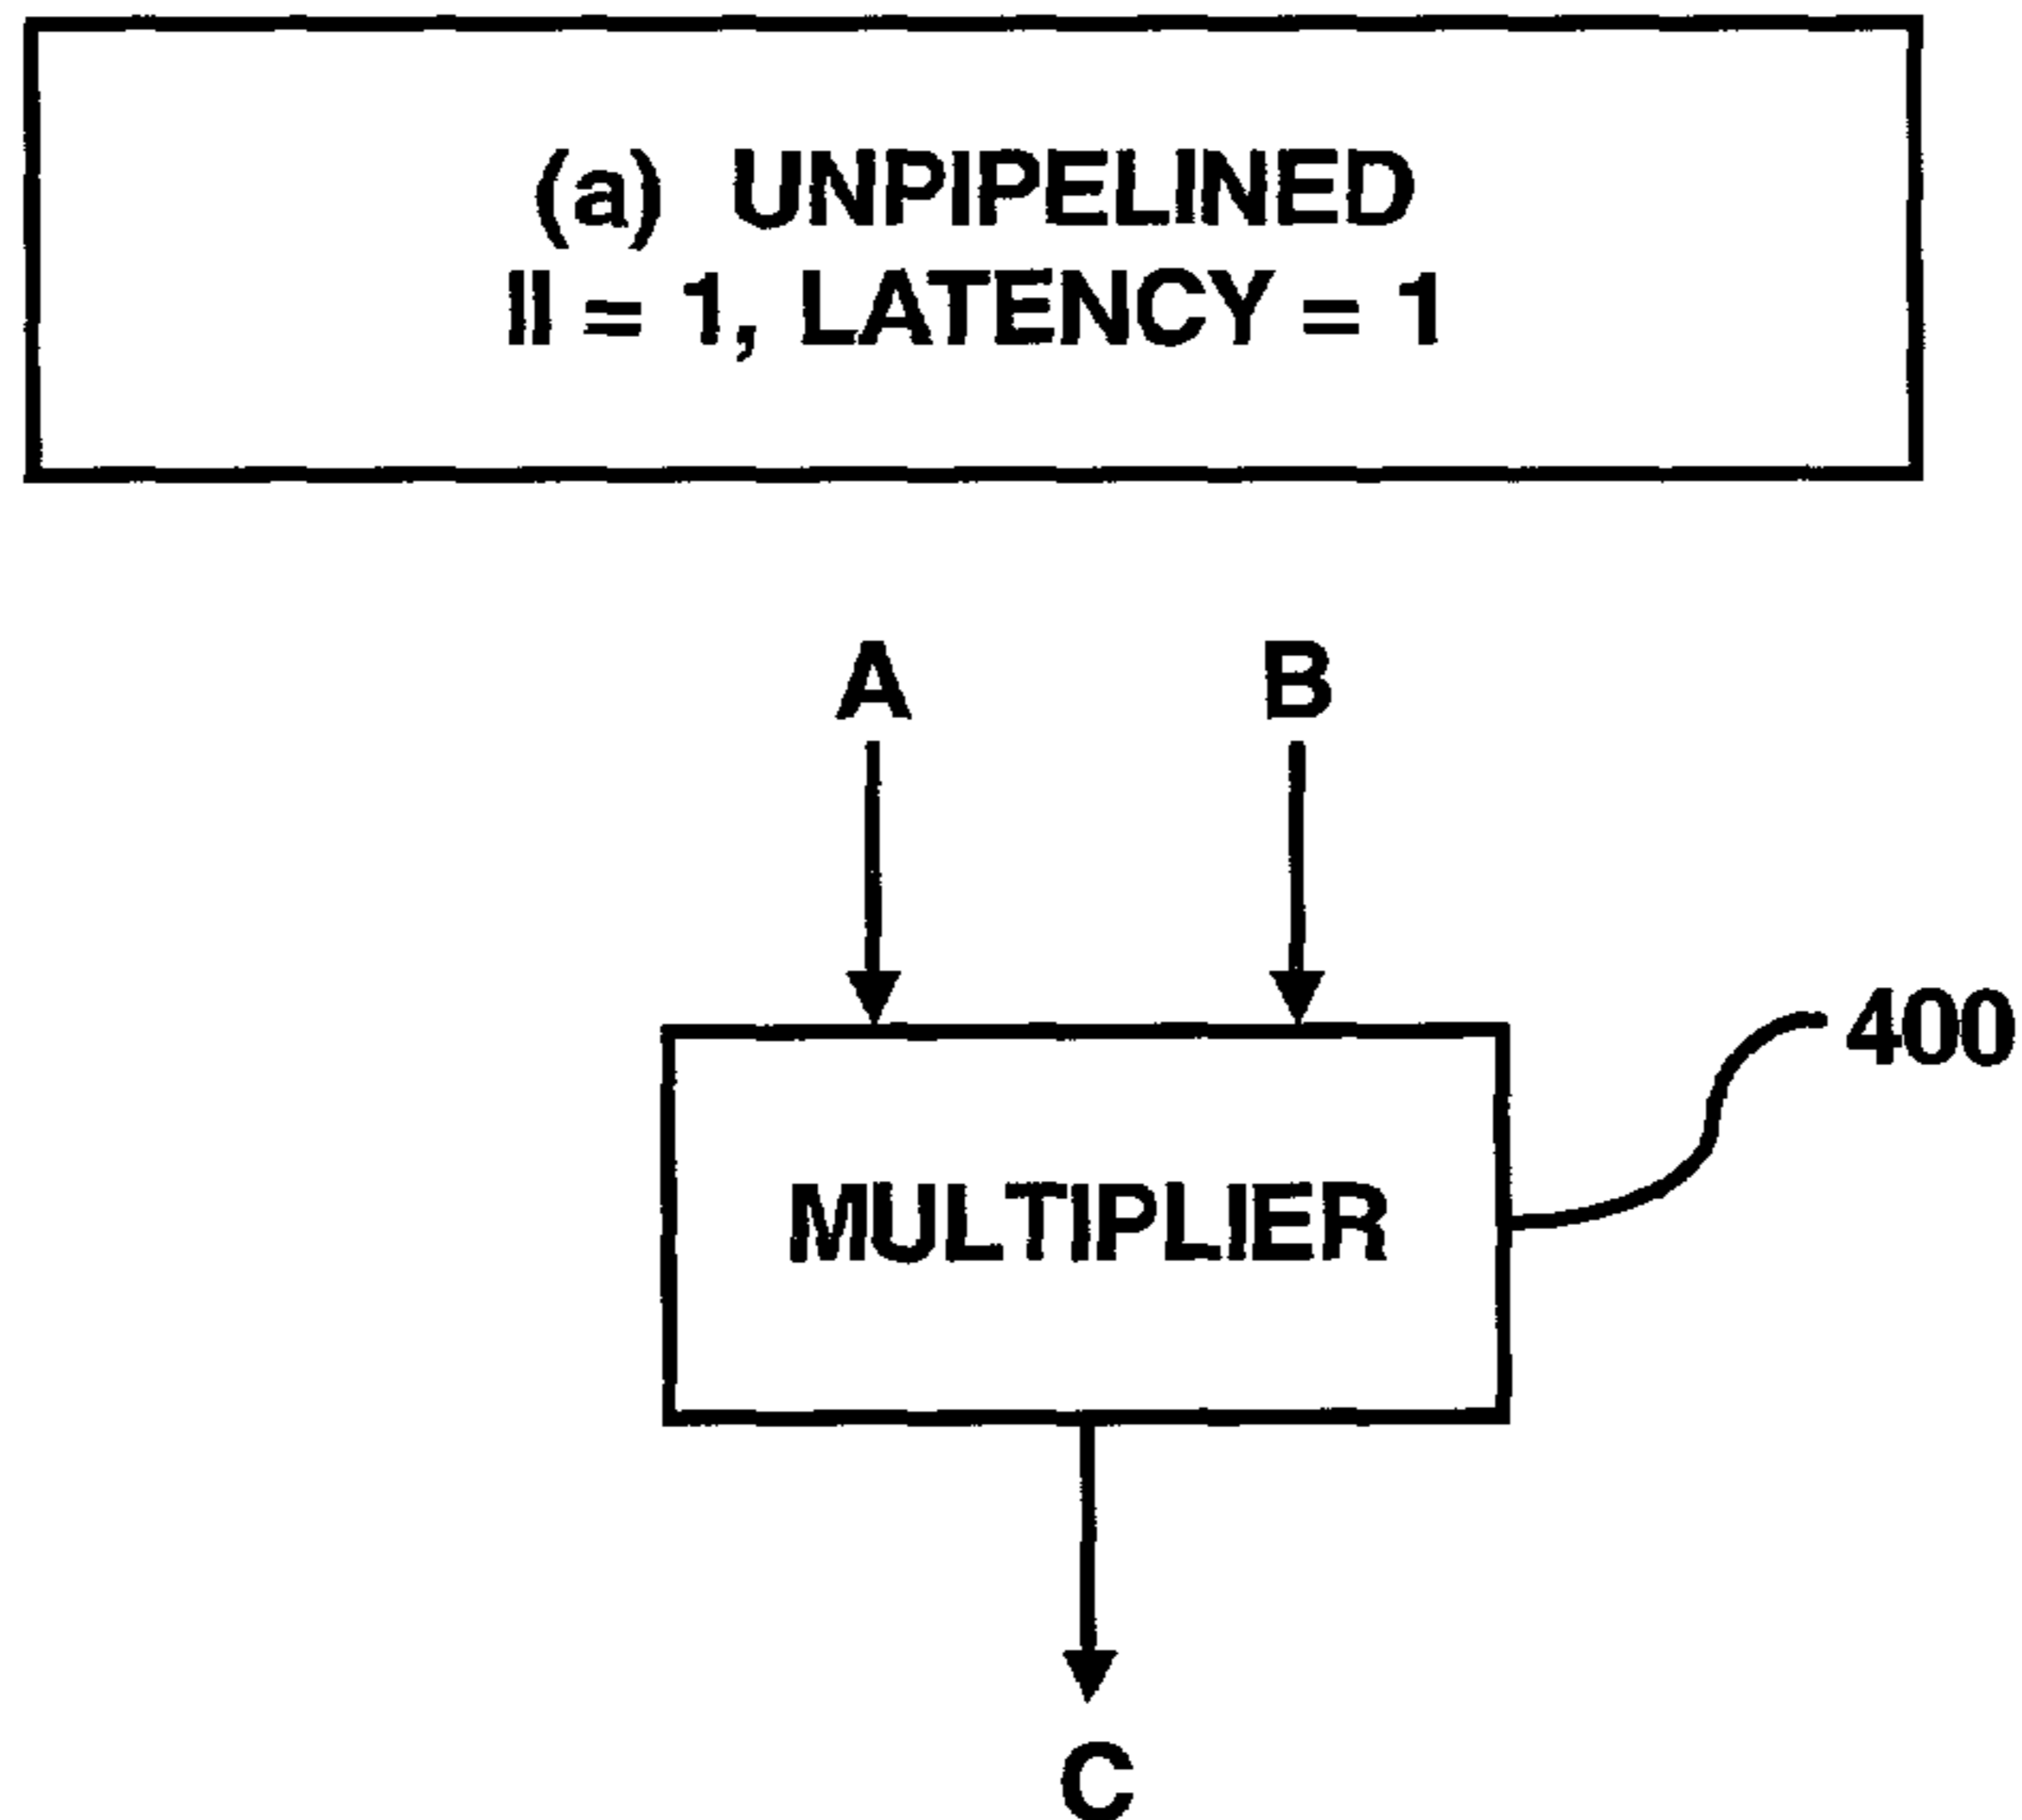 (a) UNPIPELINED
II = 1, LATENCY = 1
A B
400
MULTIPLIER
C